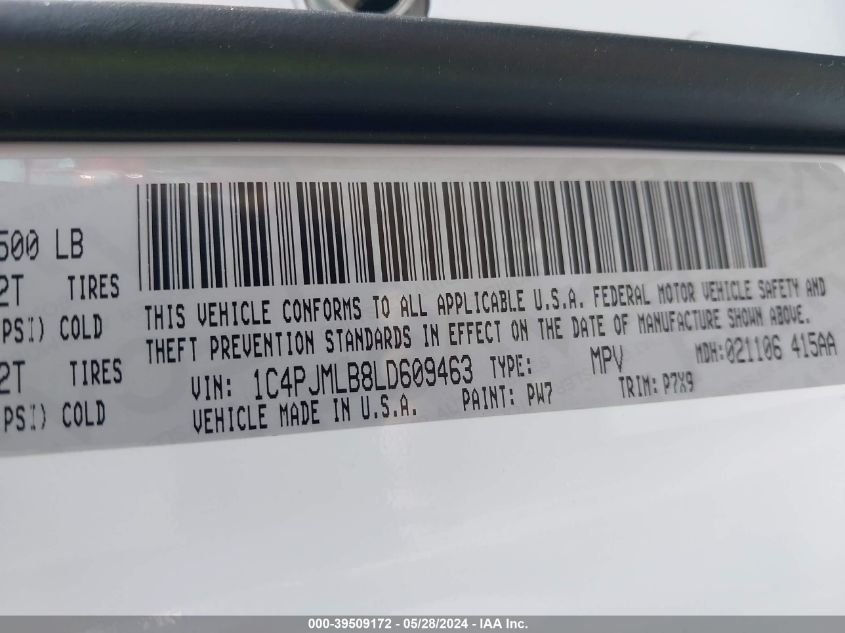 500 LB
2T TIRES
PSI) COLD
2T TIRES
PSI) COLD
THIS VEHICLE CONFORMS TO ALL APPLICABLE U.S.A. FEDERAL MOTOR VEHICLE SAFETY AND
THEFT PREVENTION STANDARDS IN EFFECT ON THE DATE OF MANUFACTURE SHOWN ABOVE.
VIN: 1C4PJMLB8LD609463 TYPE: MPV MDH:021106 415AA
VEHICLE MADE IN U.S.A. PAINT: PW7 TRIM: P7X9
000-39509172 - 05/28/2024 - IAA Inc.